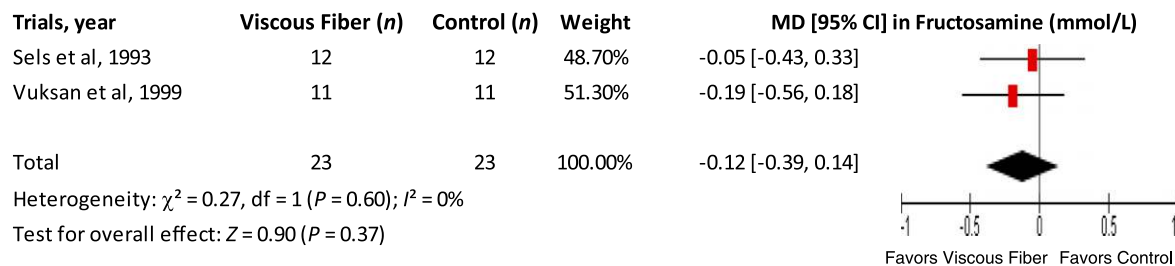 Trials, year Viscous Fiber (n) Control (n) Weight MD [95% CI] in Fructosamine (mmol/L)
Sels et al, 1993 12 12 48.70% -0.05 [-0.43, 0.33]
Vuksan et al, 1999 11 11 51.30% -0.19 [-0.56, 0.18]
Total 23 23 100.00% -0.12 [-0.39, 0.14]
Heterogeneity: χ² = 0.27, df = 1 (P = 0.60); I² = 0%
Test for overall effect: Z = 0.90 (P = 0.37)
-1 -0.5 0 0.5 1
Favors Viscous Fiber Favors Control